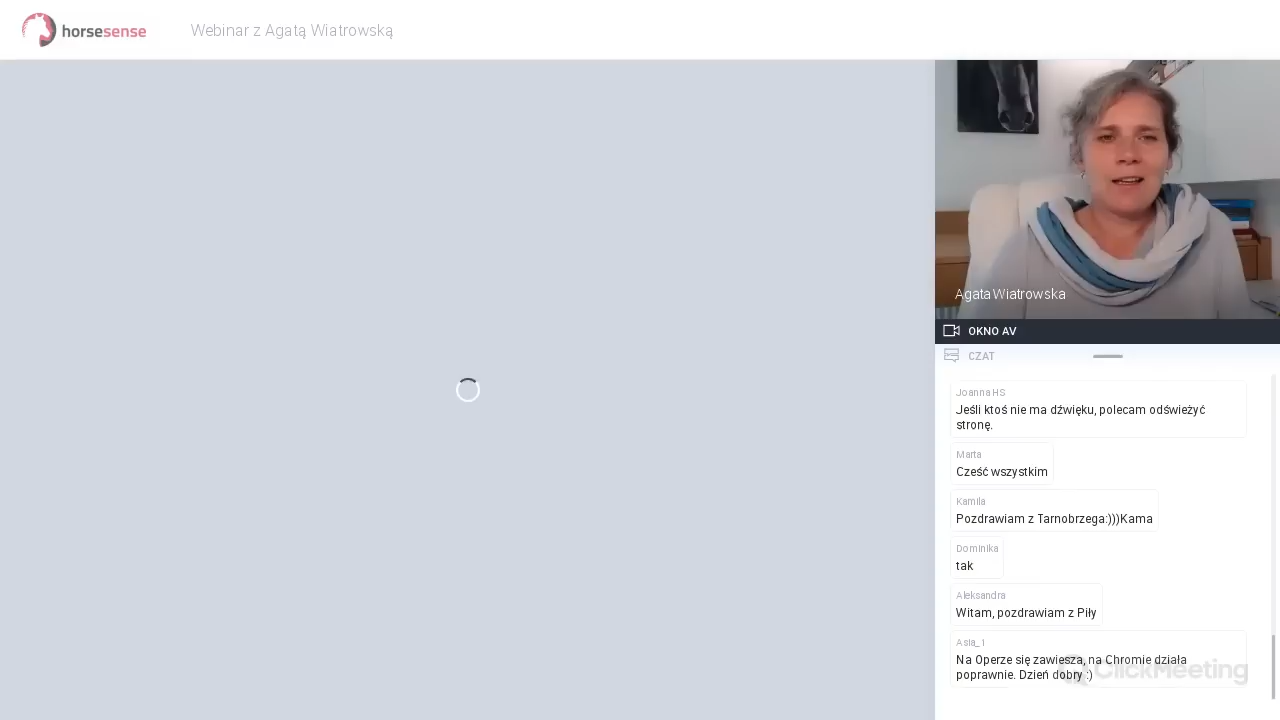 horsesense
Webinar z Agatą Wiatrowską
Agata Wiatrowska
OKNO AV
CZAT
Joanna HS
Jeśli ktoś nie ma dźwięku, polecam odświeżyć
stronę.
Marta
Cześć wszystkim
Kamila
Pozdrawiam z Tarnobrzega:)))Kama
Dominika
tak
Aleksandra
Witam, pozdrawiam z Piły
Asia_1
Na Operze się zawiesza, na Chromie działa
poprawnie. Dzień dobry :)
ClickMeeting